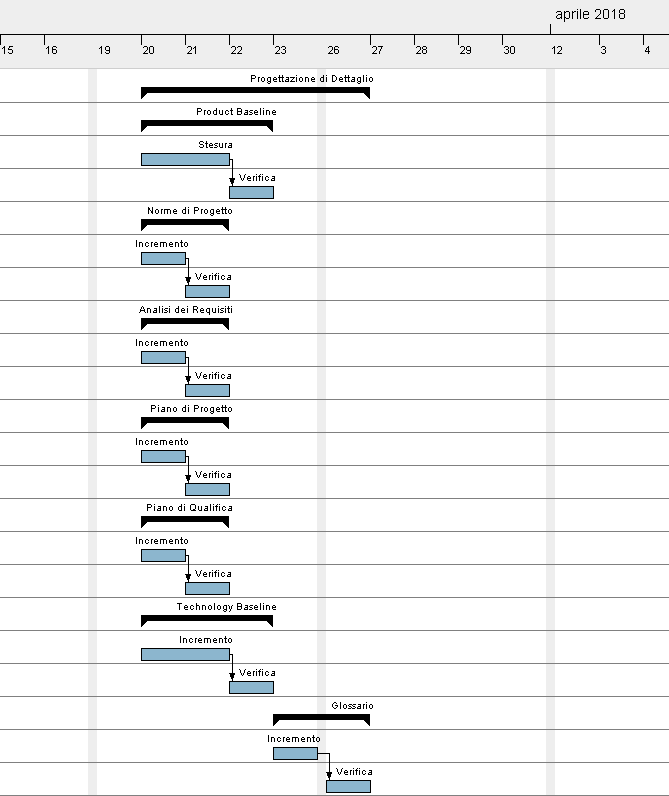 aprile 2018
15 16 19 20 21 22 23 26 27 28 29 30 12 3 4
Progettazione di Dettaglio
Product Baseline
Stesura
Verifica
Norme di Progetto
Incremento
Verifica
Analisi dei Requisiti
Incremento
Verifica
Piano di Progetto
Incremento
Verifica
Piano di Qualifica
Incremento
Verifica
Technology Baseline
Incremento
Verifica
Glossario
Incremento
Verifica